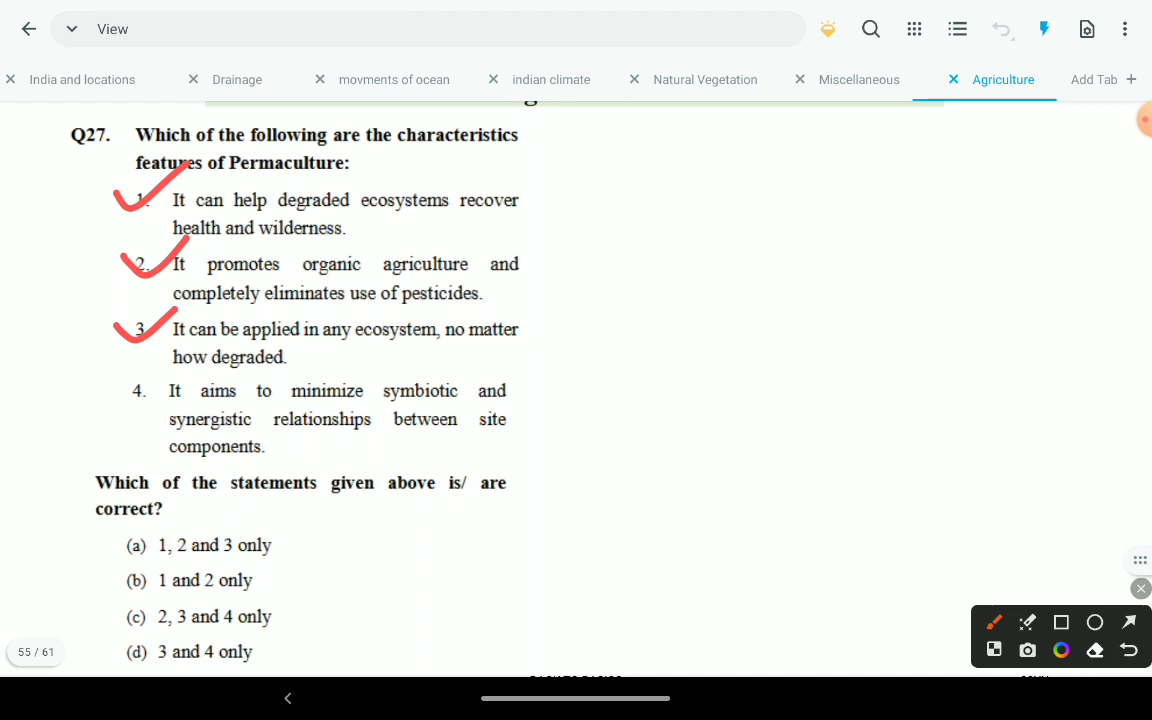 View
India and locations
Drainage
movments of ocean
indian climate
Natural Vegetation
Miscellaneous
Agriculture
Add Tab +
Q27. Which of the following are the characteristics
features of Permaculture:
1. It can help degraded ecosystems recover
health and wilderness.
2. It promotes organic agriculture and
completely eliminates use of pesticides.
3. It can be applied in any ecosystem, no matter
how degraded.
4. It aims to minimize symbiotic and
synergistic relationships between site
components.
Which of the statements given above is/ are
correct?
(a) 1, 2 and 3 only
(b) 1 and 2 only
(c) 2, 3 and 4 only
(d) 3 and 4 only
55 / 61